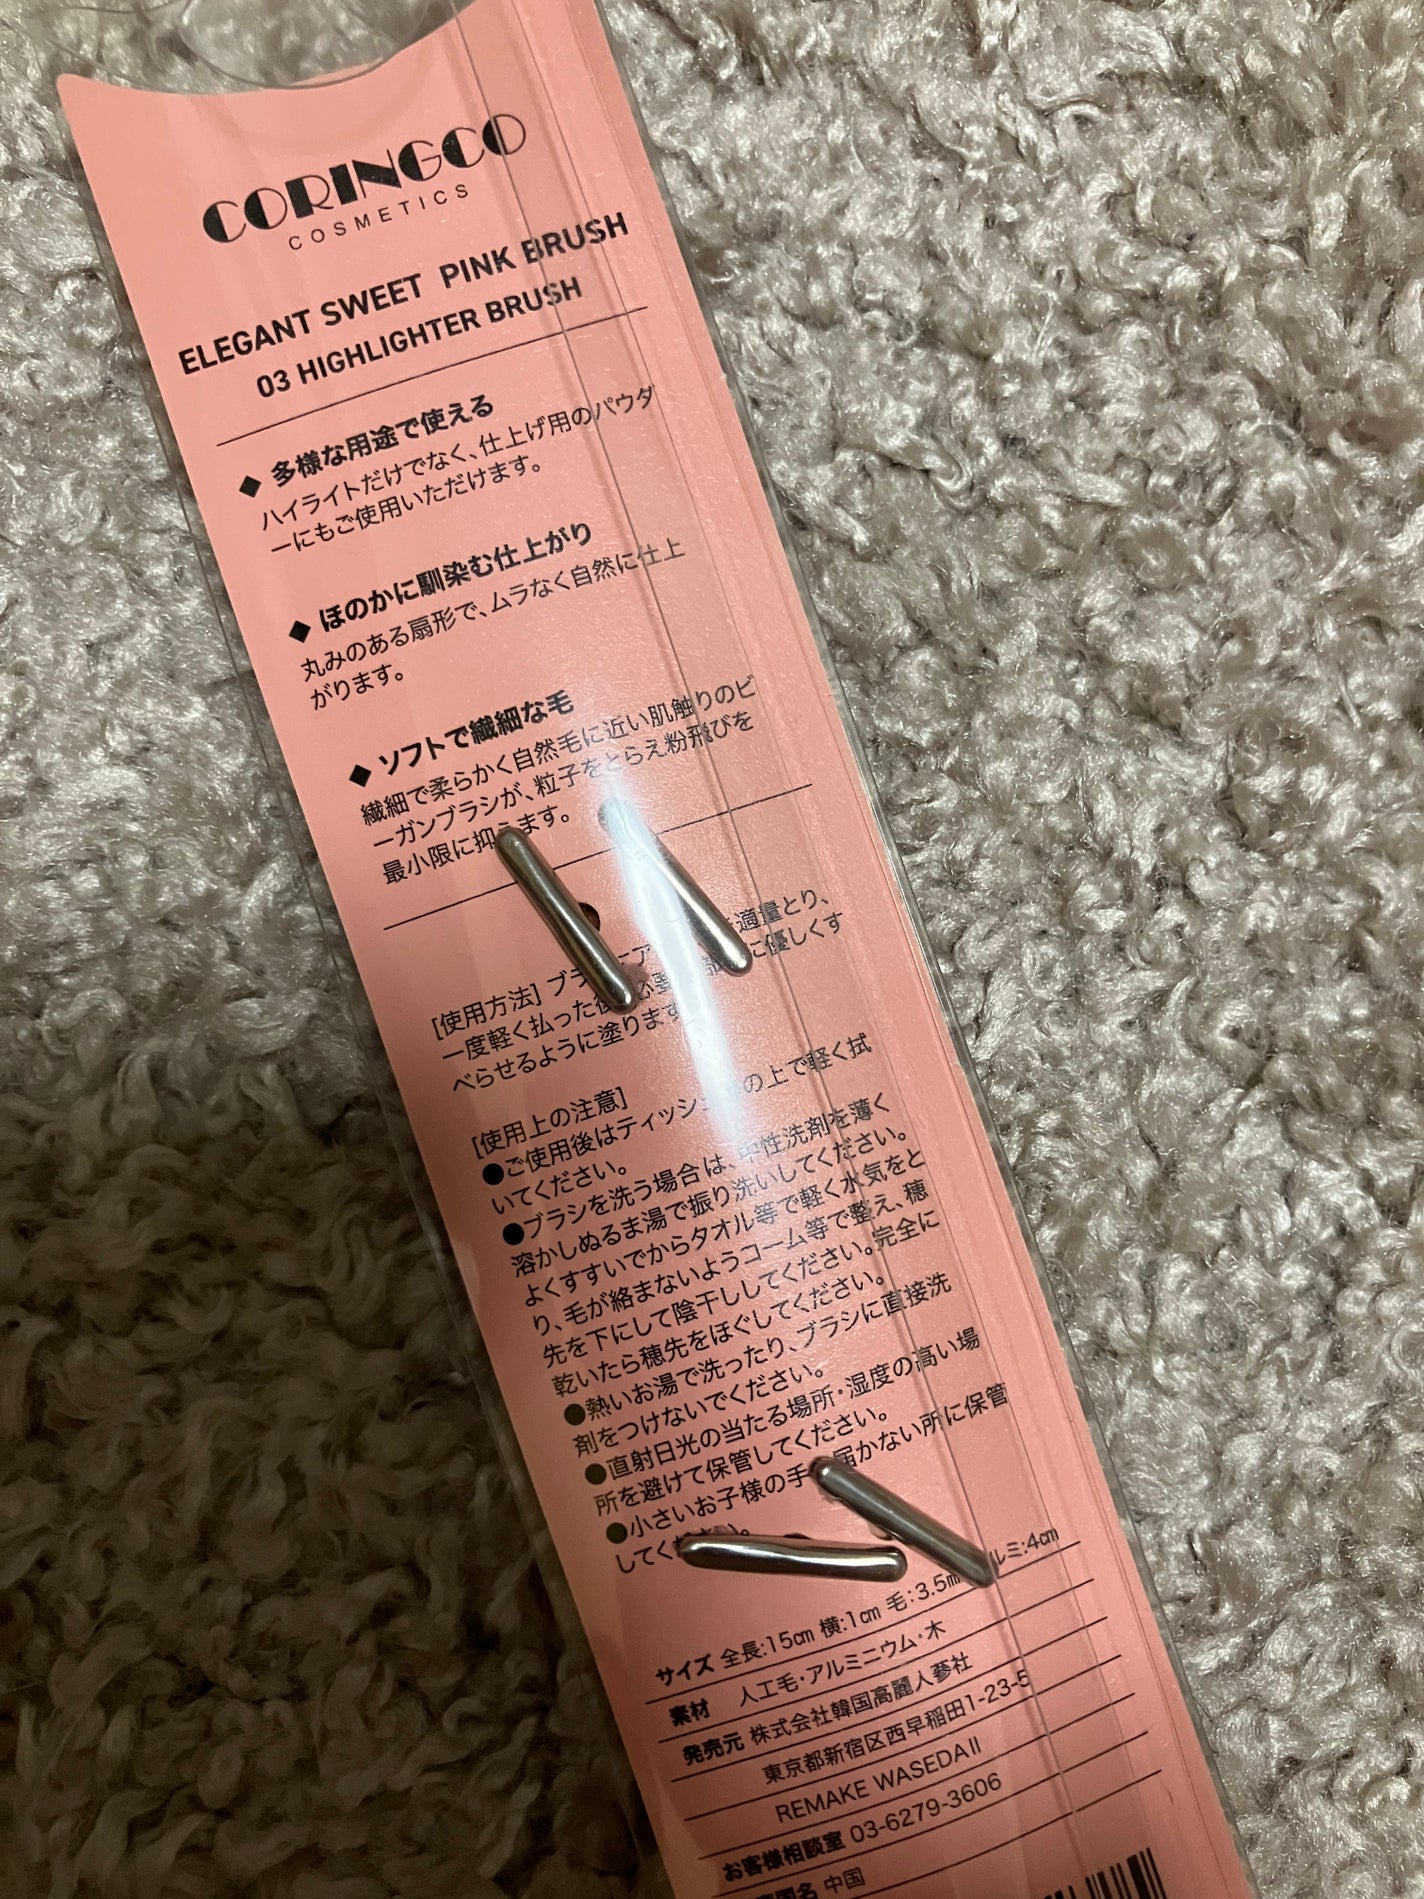 CORINGCO
COSMETICS
ELEGANT SWEET PINK BRUSH
03 HIGHLIGHTER BRUSH
◆ 多様な用途で使える
ハイライトだけでなく、仕上げ用のパウダ
ーにもご使用いただけます。
◆ ほのかに馴染む仕上がり
丸みのある扇形で、ムラなく自然に仕上
がります。
◆ ソフトで繊細な毛
繊細で柔らかく自然毛に近い肌触りのビ
ーガンブラシが、粒子をとらえ粉飛びを
最小限に抑えます。
[使用方法] ブラ 適量とり、
一度軽く払った後 に優しくす
べらせるように塗ります
[使用上の注意]
●ご使用後はティッシュ の上で軽く拭
いてください。
●ブラシを洗う場合は、中性洗剤を薄く
溶かしぬるま湯で振り洗いしてください。
よくすすいでからタオル等で軽く水気をと
り、毛が絡まないようコーム等で整え、穂
先を下にして陰干ししてください。完全に
乾いたら穂先をほぐしてください。
●熱いお湯で洗ったり、ブラシに直接洗
剤をつけないでください。
●直射日光の当たる場所・湿度の高い場
所を避けて保管してください。
●小さいお子様の手 届かない所に保管
してください。
サイズ 全長:15㎝ 横:1㎝ 毛:3.5 ルミ:4㎝
素材 人工毛・アルミニウム・木
発売元 株式会社韓国高麗人蔘社
東京都新宿区西早稲田1-23-5
REMAKE WASEDAⅡ
お客様相談室 03-6279-3606
国名 中国